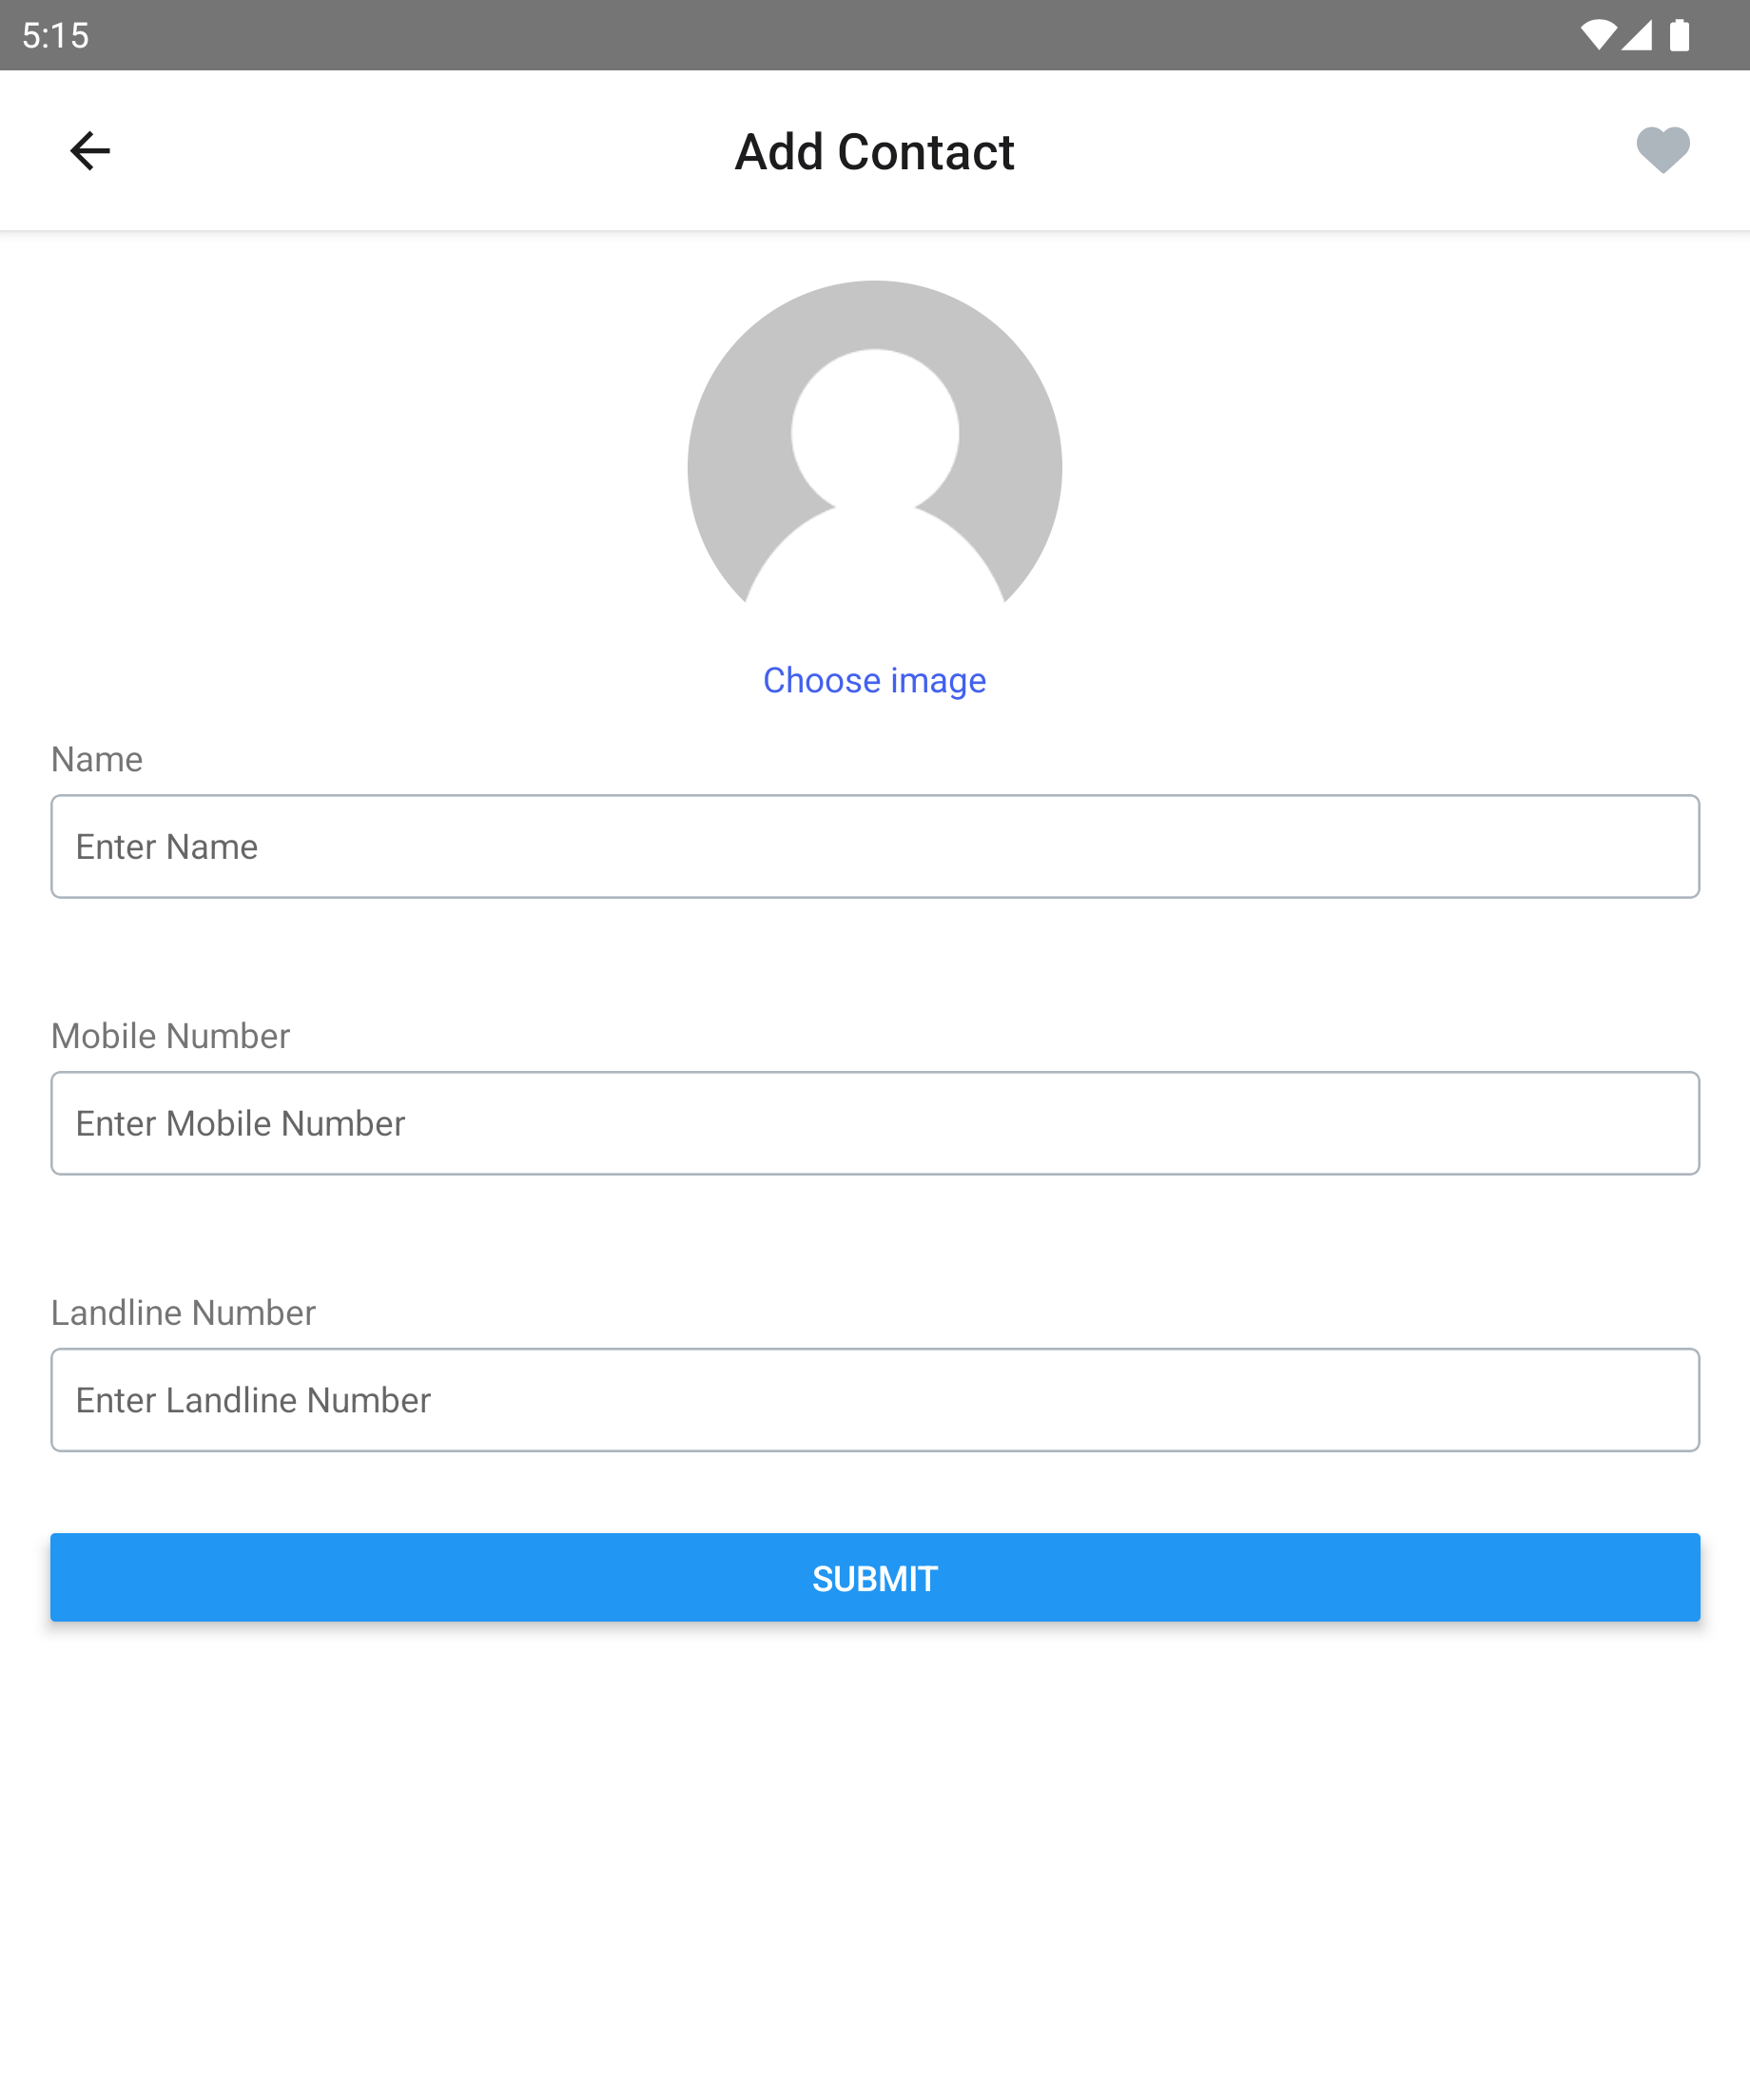 5:15
Add Contact
Choose image
Name
Enter Name
Mobile Number
Enter Mobile Number
Landline Number
Enter Landline Number
SUBMIT